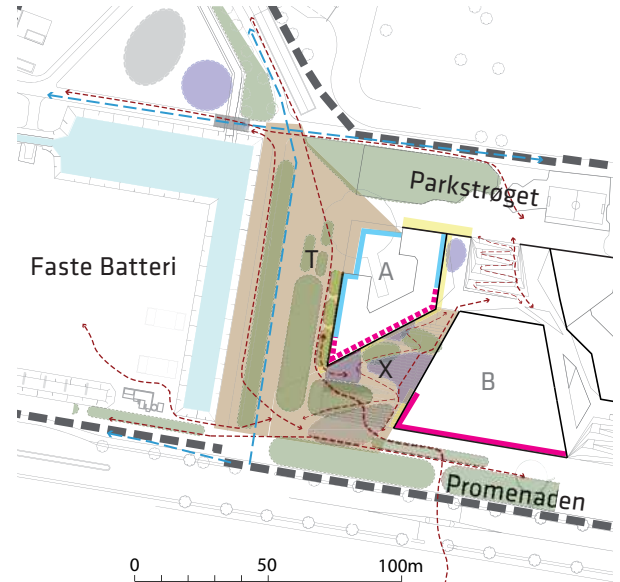 Parkstrøget
T
A
Faste Batteri
X
B
Promenaden
0 50 100m